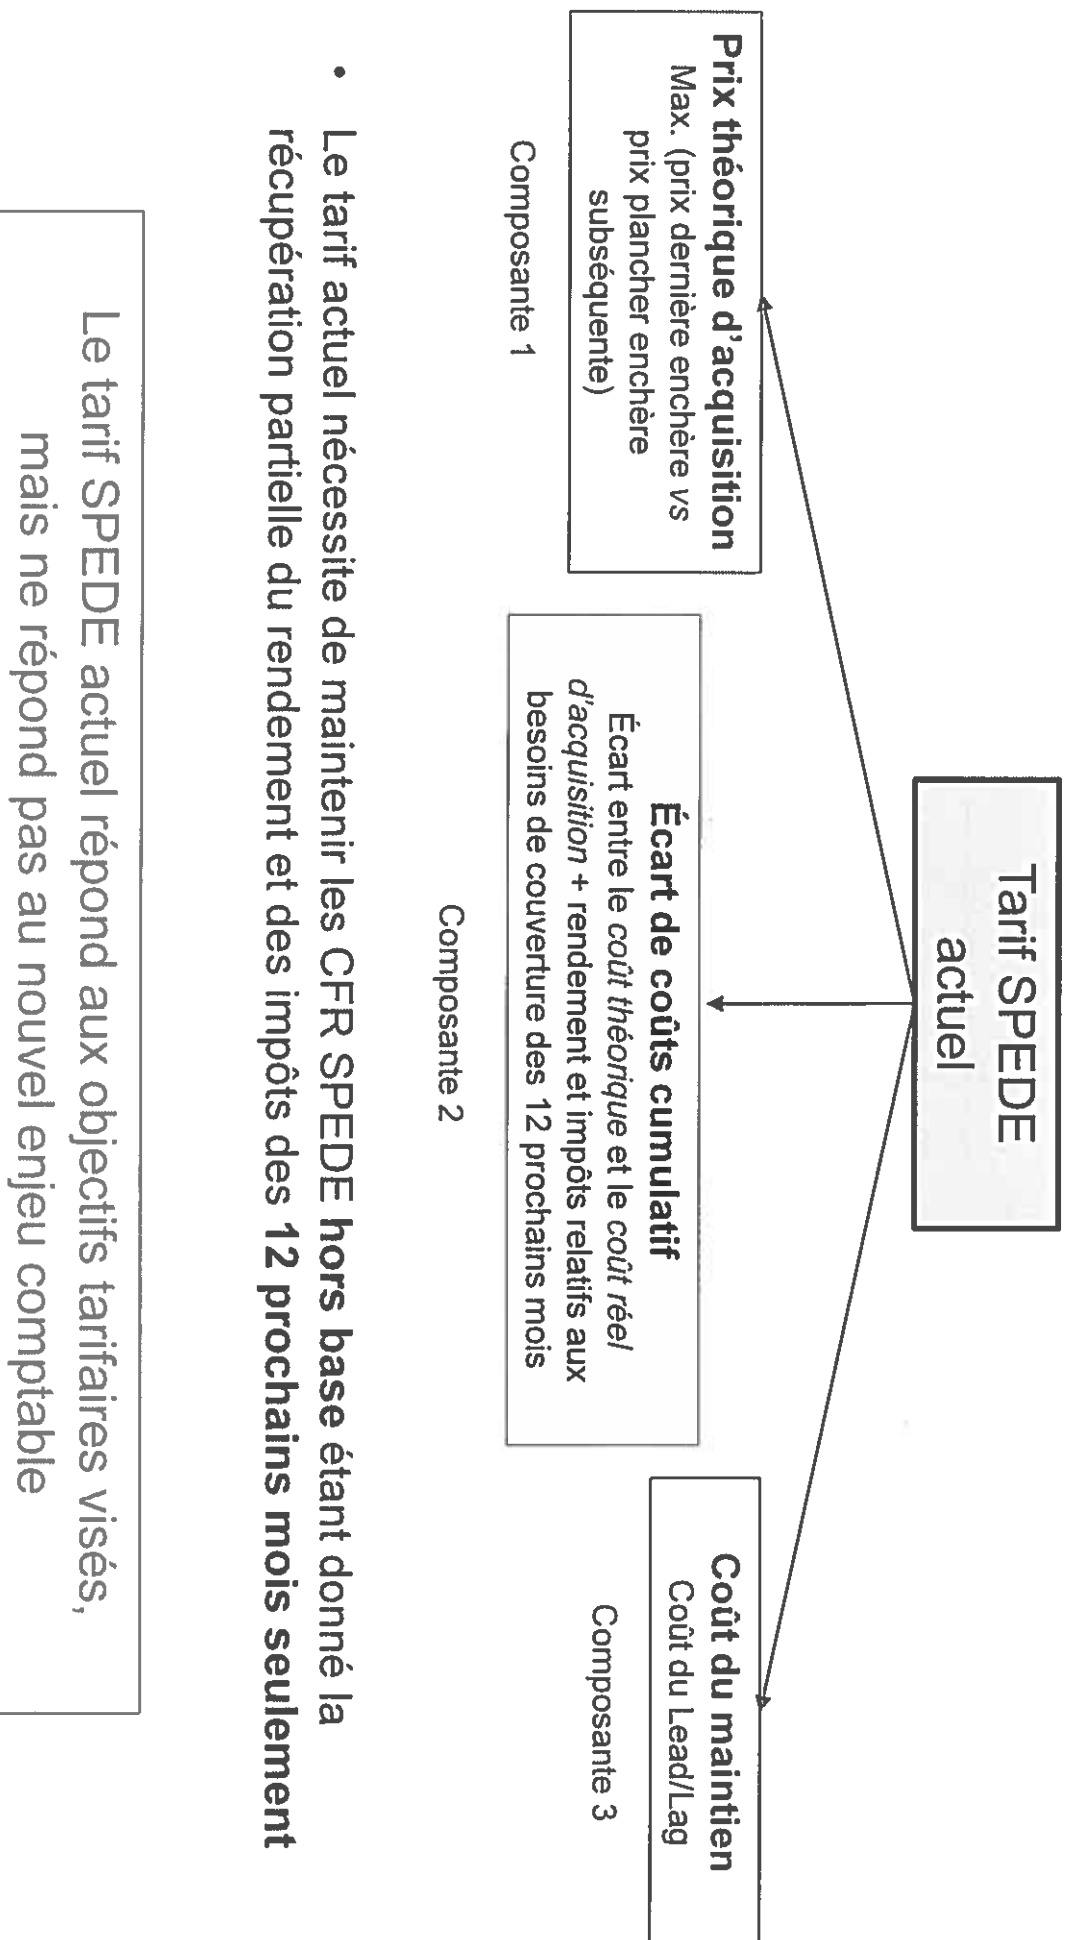 Tarif SPEDE
actuel
Prix théorique d'acquisition
Max. (prix dernière enchère vs
prix plancher enchère
subséquente)
Composante 1
Écart de coûts cumulatif
Écart entre le coût théorique et le coût réel
d'acquisition + rendement et impôts relatifs aux
besoins de couverture des 12 prochains mois
Composante 2
Coût du maintien
Coût du Lead/Lag
Composante 3
• Le tarif actuel nécessite de maintenir les CFR SPEDE hors base étant donné la
récupération partielle du rendement et des impôts des 12 prochains mois seulement
Le tarif SPEDE actuel répond aux objectifs tarifaires visés,
mais ne répond pas au nouvel enjeu comptable